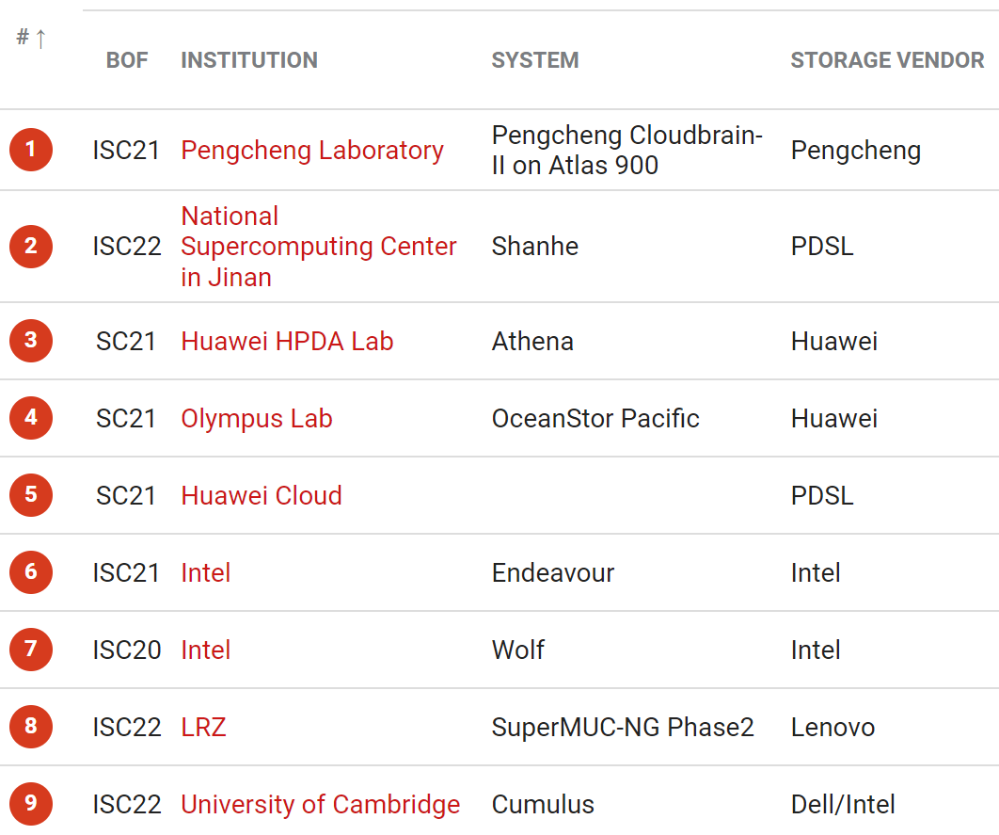 # ↑
BOF INSTITUTION SYSTEM STORAGE VENDOR
1 ISC21 Pengcheng Laboratory Pengcheng Cloudbrain-
II on Atlas 900 Pengcheng
2 ISC22 National
Supercomputing Center
in Jinan Shanhe PDSL
3 SC21 Huawei HPDA Lab Athena Huawei
4 SC21 Olympus Lab OceanStor Pacific Huawei
5 SC21 Huawei Cloud PDSL
6 ISC21 Intel Endeavour Intel
7 ISC20 Intel Wolf Intel
8 ISC22 LRZ SuperMUC-NG Phase2 Lenovo
9 ISC22 University of Cambridge Cumulus Dell/Intel